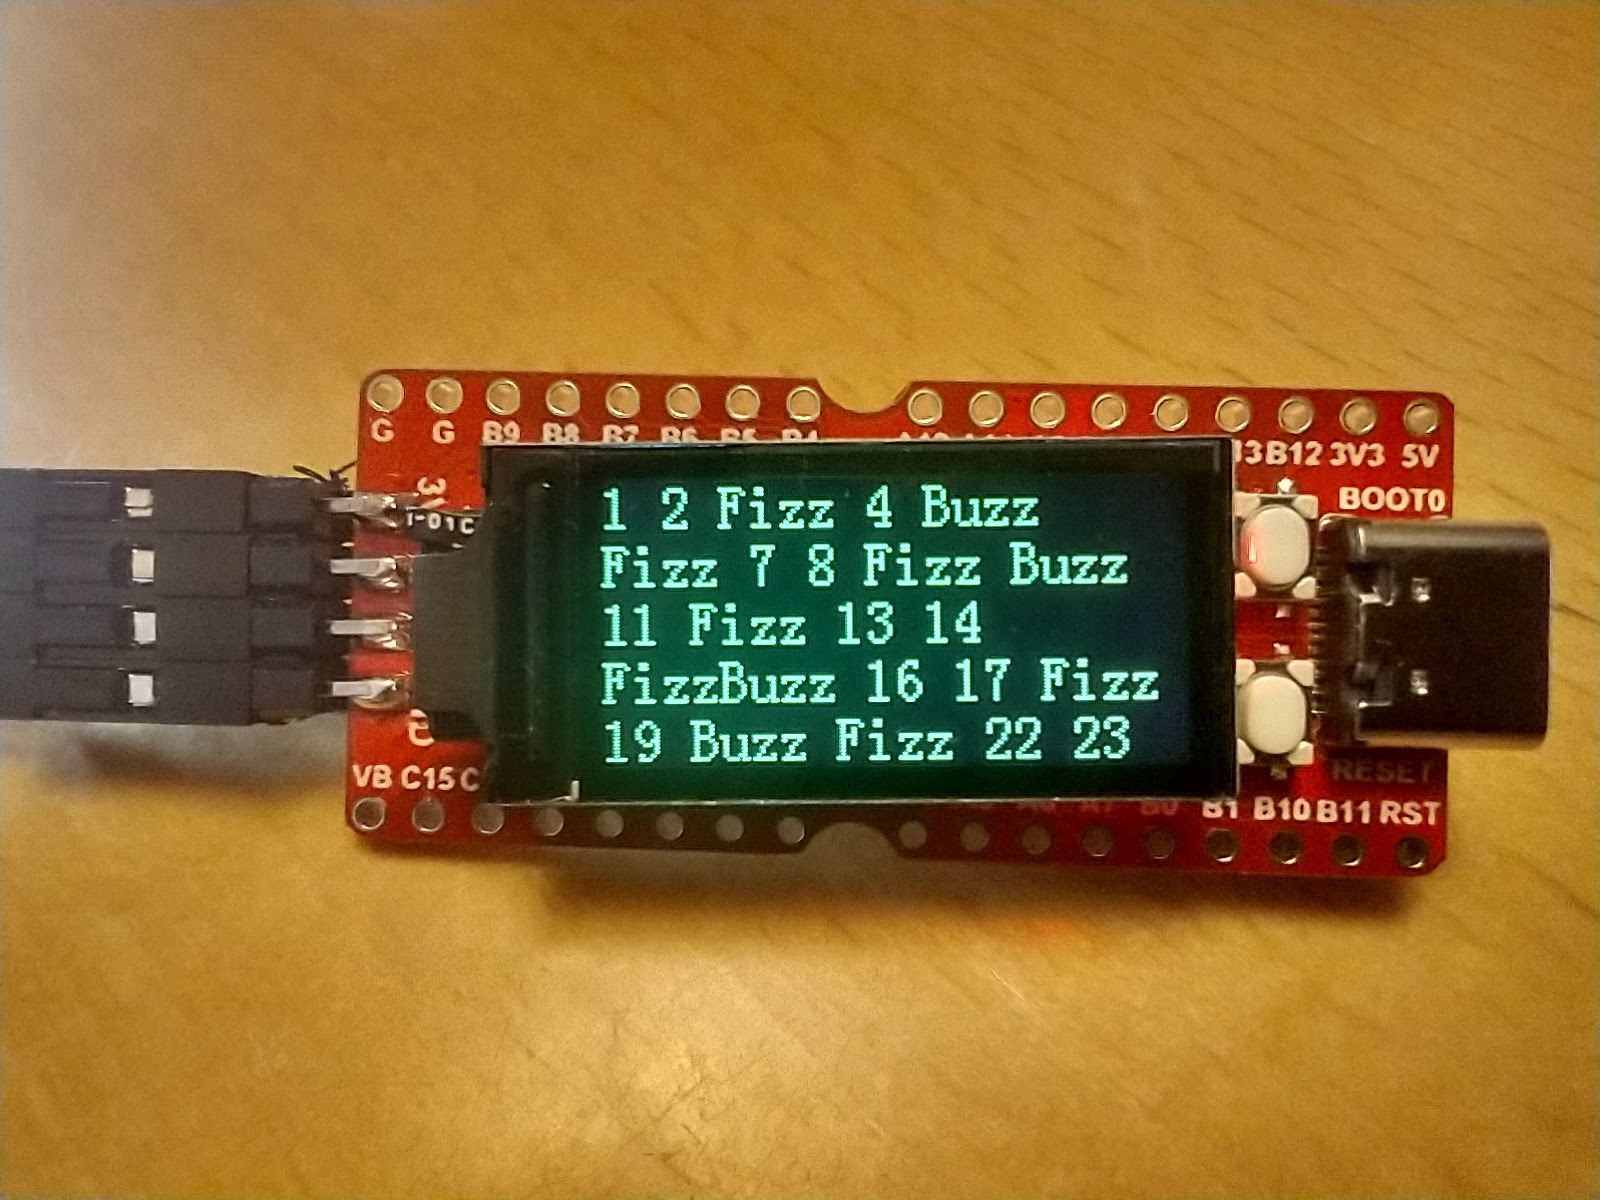 G G B9 B8 B7 B6 B5 B4
B12 3V3 5V
BOOT0
1 2 Fizz 4 Buzz
Fizz 7 8 Fizz Buzz
11 Fizz 13 14
FizzBuzz 16 17 Fizz
19 Buzz Fizz 22 23
RESET
VB C15
B0 B1 B10 B11 RST